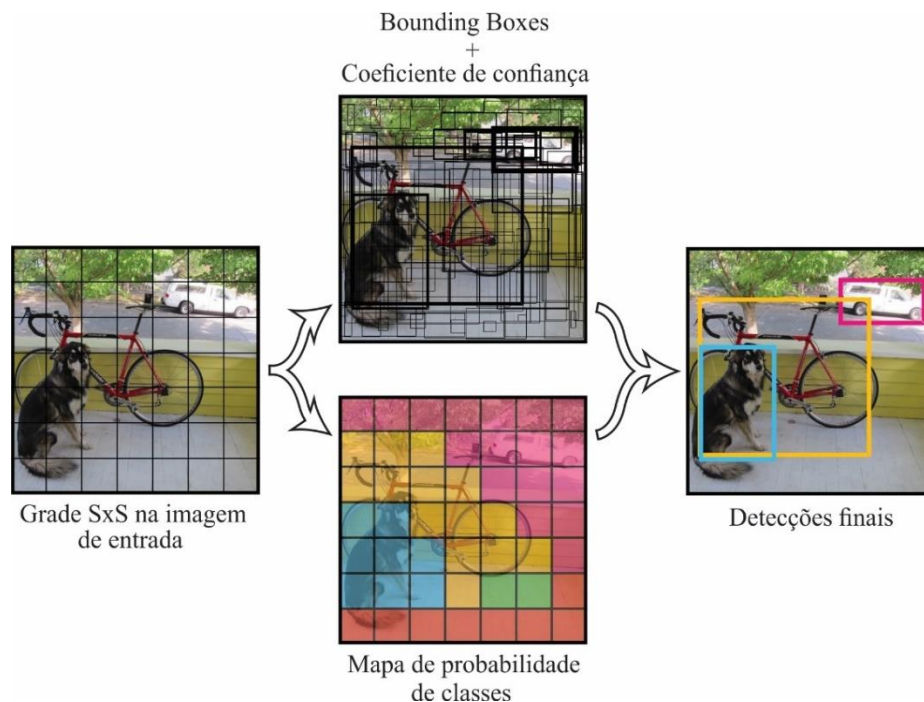 Bounding Boxes
+
Coeficiente de confiança
Grade SxS na imagem
de entrada
Detecções finais
Mapa de probabilidade
de classes